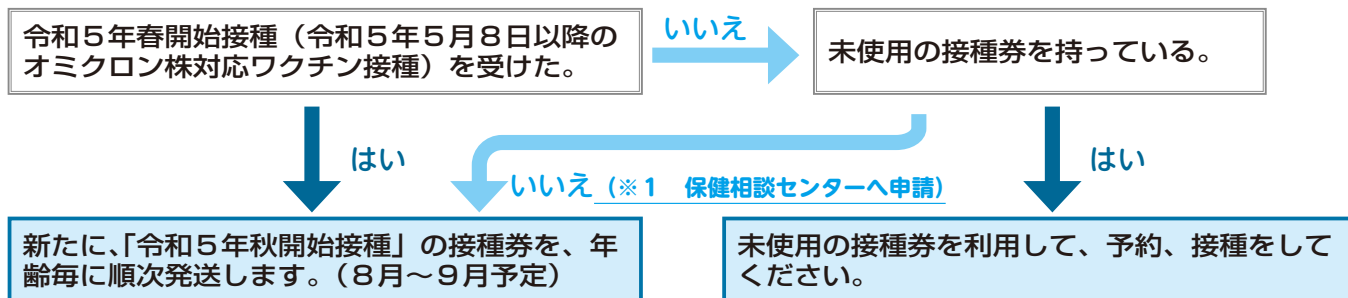 令和５年春開始接種（令和５年５月８日以降の
オミクロン株対応ワクチン接種）を受けた。
いいえ
未使用の接種券を持っている。
はい
いいえ（※１　保健相談センターへ申請）
はい
新たに、「令和５年秋開始接種」の接種券を、年
齢毎に順次発送します。（８月～９月予定）
未使用の接種券を利用して、予約、接種をして
ください。